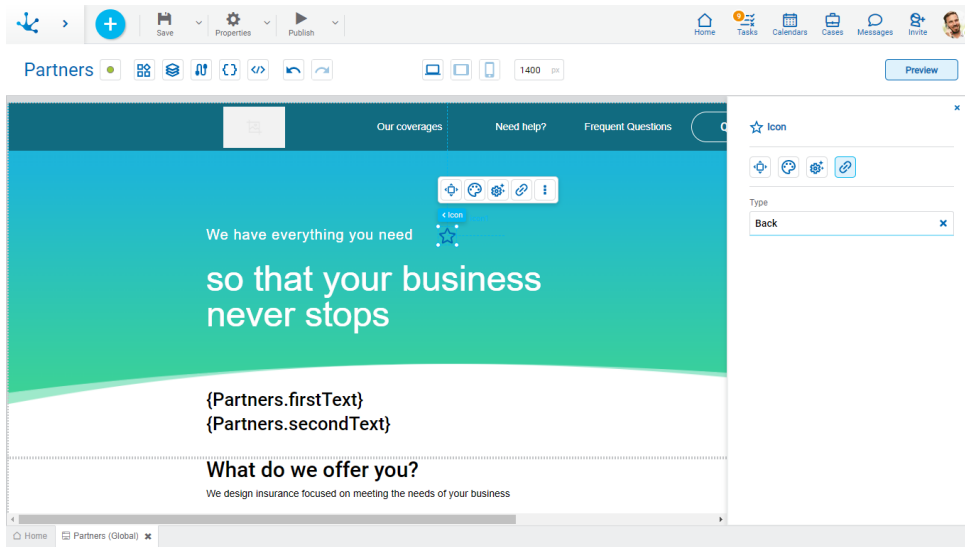 Save
Properties
Publish
Home
9
Tasks
Calendars
Cases
Messages
Invite
Partners
1400 px
Preview
Our coverages
Need help?
Frequent Questions
Icon
Type
Back
Icon
We have everything you need
so that your business
never stops
{Partners.firstText}
{Partners.secondText}
What do we offer you?
We design insurance focused on meeting the needs of your business
Home
Partners (Global)